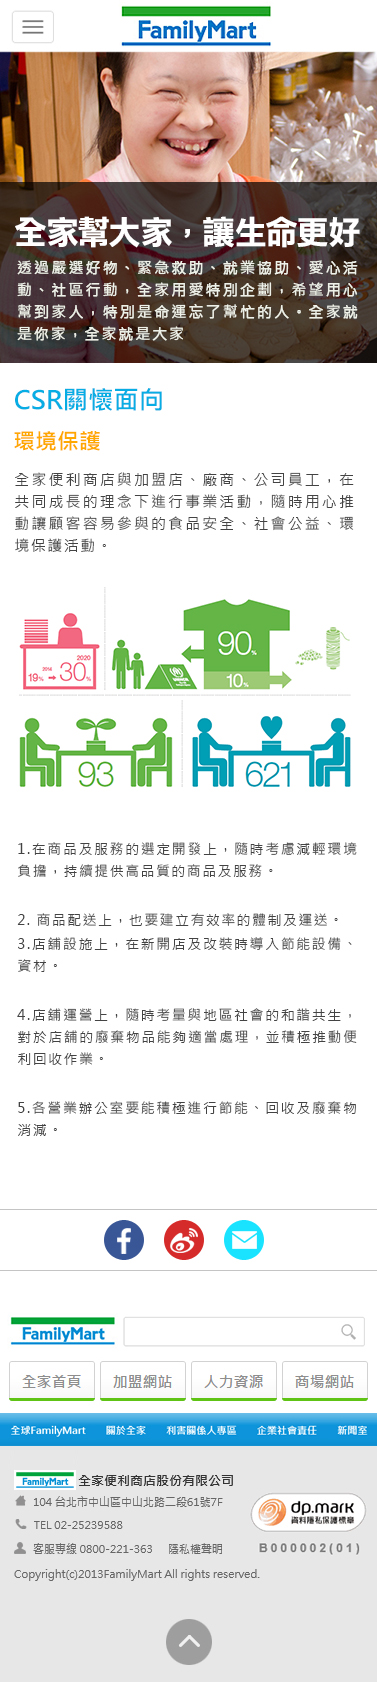 FamilyMart
全家幫大家，讓生命更好
透過嚴選好物、緊急救助、就業協助、愛心活
動、社區行動，全家用愛特別企劃，希望用心
幫到家人，特別是命運忘了幫忙的人。全家就
是你家，全家就是大家
CSR關懷面向
環境保護
全家便利商店與加盟店、廠商、公司員工，在
共同成長的理念下進行事業活動，隨時用心推
動讓顧客容易參與的食品安全、社會公益、環
境保護活動。
2014 2020
19% 30%
90%
10%
93
621
1.在商品及服務的選定開發上，隨時考慮減輕環境
負擔，持續提供高品質的商品及服務。
2. 商品配送上，也要建立有效率的體制及運送。
3.店鋪設施上，在新開店及改裝時導入節能設備、
資材。
4.店鋪運營上，隨時考量與地區社會的和諧共生，
對於店舖的廢棄物品能夠適當處理，並積極推動便
利回收作業。
5.各營業辦公室要能積極進行節能、回收及廢棄物
消減。
FamilyMart
全家首頁 加盟網站 人力資源 商場網站
全球FamilyMart 關於全家 利害關係人專區 企業社會責任 新聞室
FamilyMart 全家便利商店股份有限公司
104 台北市中山區中山北路二段61號7F
TEL 02-25239588
客服專線 0800-221-363 隱私權聲明
dp.mark
資料隱私保護標章
B000002(01)
Copyright(c)2013FamilyMart All rights reserved.